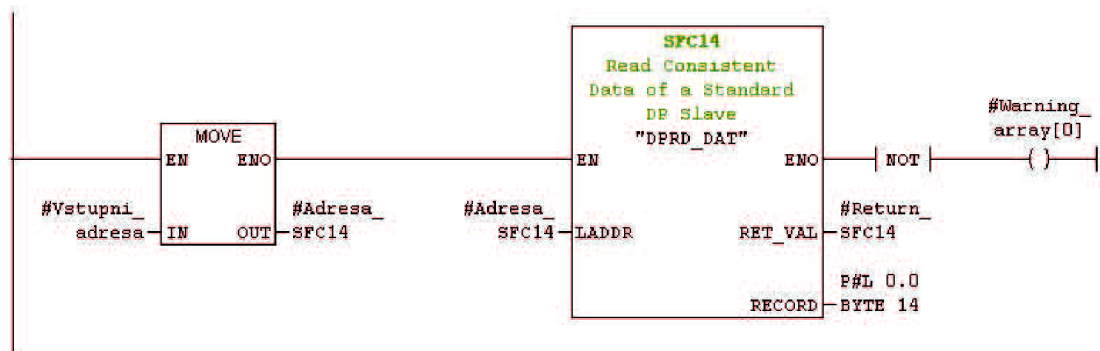 SFC14
Read Consistent
Data of a Standard
DP Slave
"DPRD_DAT"
#Warning_
array[0]
MOVE
EN ENO
EN ENO
NOT
( )
#Vstupni_
adresa
IN OUT
#Adresa_
SFC14
#Adresa_
SFC14
LADDR
RET_VAL
#Return_
SFC14
RECORD
P#L 0.0
BYTE 14